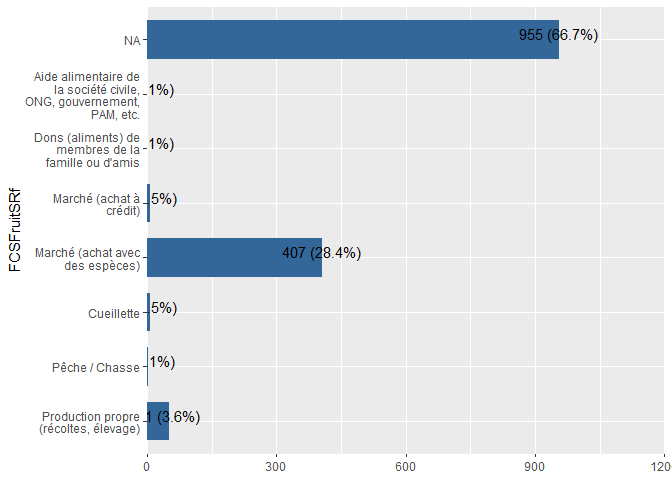 FCSFruitSRf
NA
955 (66.7%)
Aide alimentaire de
la société civile,
ONG, gouvernement,
PAM, etc.
1%)
Dons (aliments) de
membres de la
famille ou d'amis
1%)
Marché (achat à
crédit)
5%)
Marché (achat avec
des espèces)
407 (28.4%)
Cueillette
5%)
Pêche / Chasse
1%)
Production propre
(récoltes, élevage)
1 (3.6%)
0
300
600
900
120